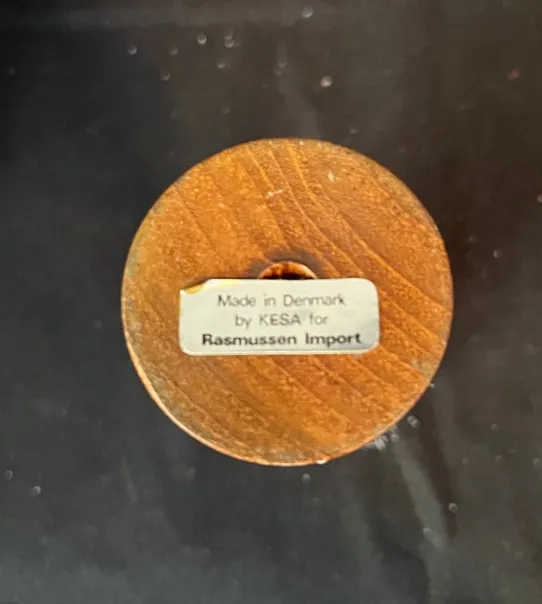 Made in Denmark
by KESA for
Rasmussen Import